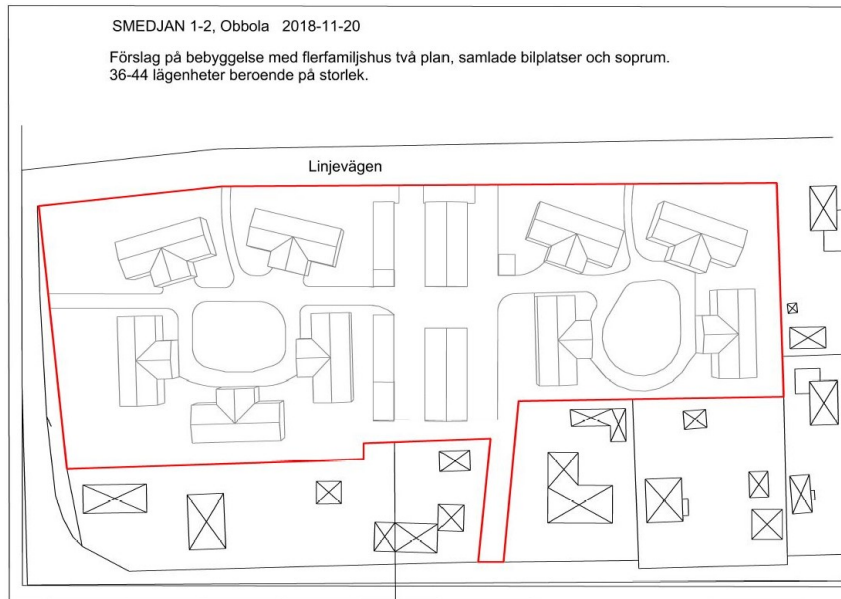 SMEDJAN 1-2, Obbola 2018-11-20
Förslag på bebyggelse med flerfamiljshus två plan, samlade bilplatser och soprum.
36-44 lägenheter beroende på storlek.
Linjevägen